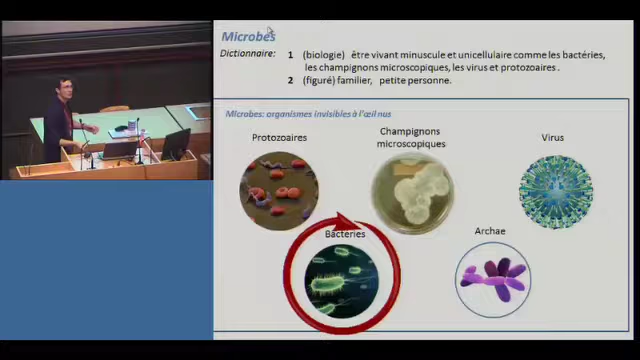 Microbes
Dictionnaire: 1 (biologie) être vivant minuscule et unicellulaire comme les bactéries,
les champignons microscopiques, les virus et protozoaires .
2 (figuré) familier, petite personne.
Microbes: organismes invisibles à l'œil nus
Protozoaires
Champignons
microscopiques
Virus
Bactéries
Archae